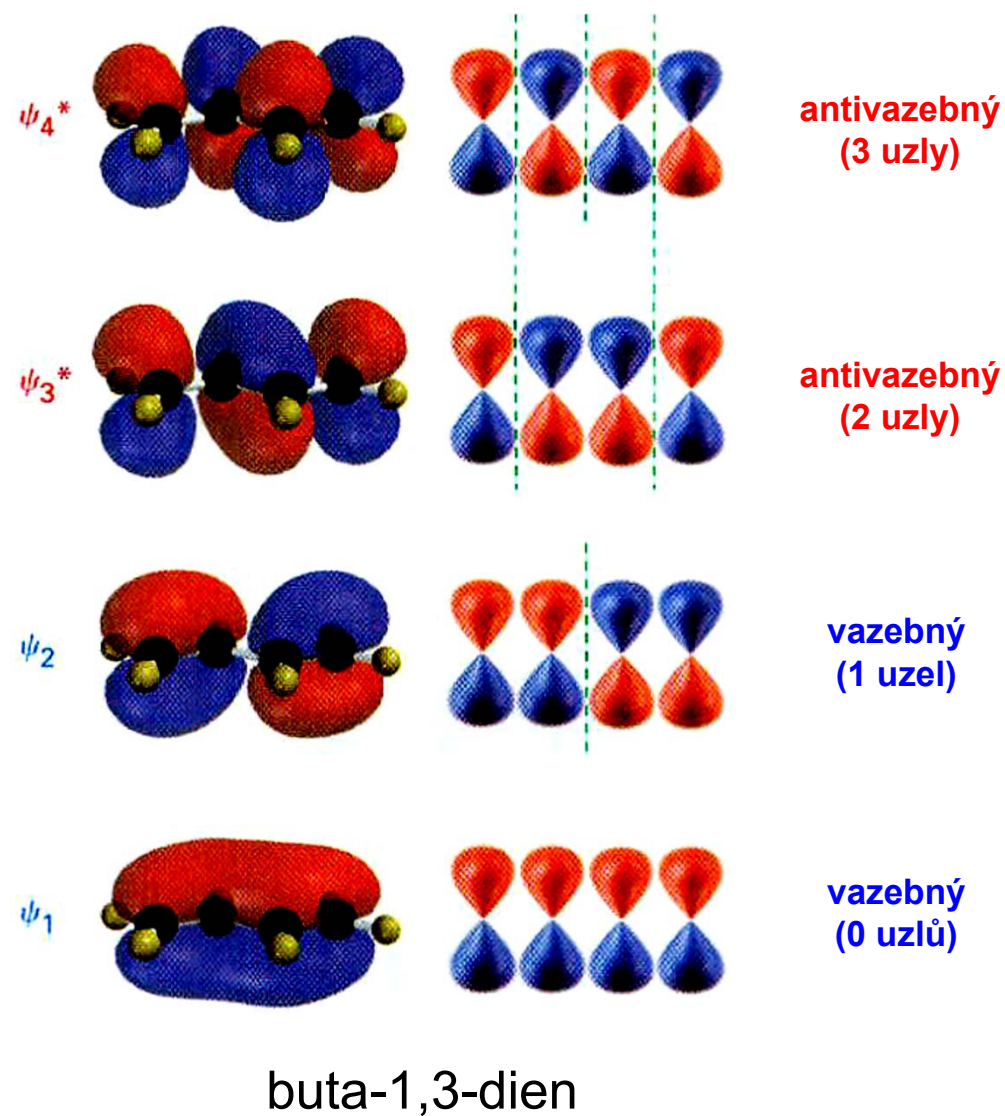 ψ4*
antivazebný
(3 uzly)
ψ3*
antivazebný
(2 uzly)
ψ2
vazebný
(1 uzel)
ψ1
vazebný
(0 uzlů)
buta-1,3-dien